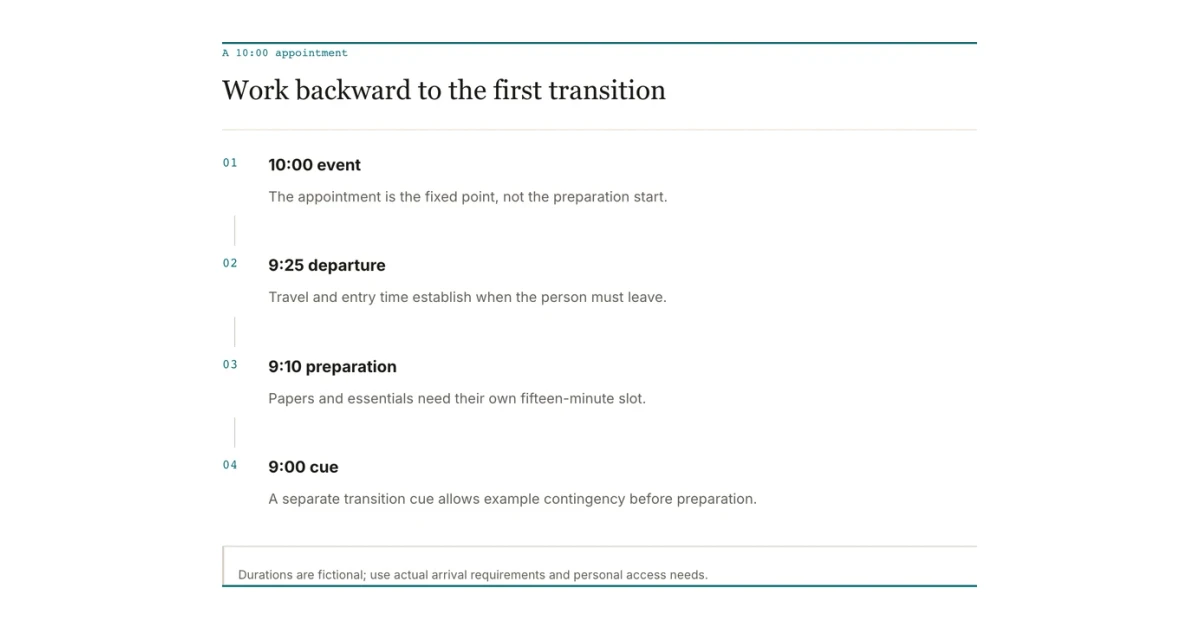 A 10:00 appointment
Work backward to the first transition
01
10:00 event
The appointment is the fixed point, not the preparation start.
02
9:25 departure
Travel and entry time establish when the person must leave.
03
9:10 preparation
Papers and essentials need their own fifteen-minute slot.
04
9:00 cue
A separate transition cue allows example contingency before preparation.
Durations are fictional; use actual arrival requirements and personal access needs.